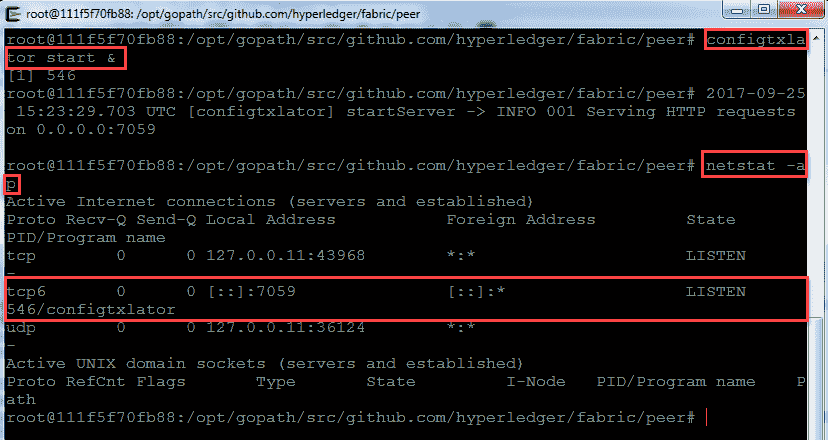 root@111f5f70fb88: /opt/gopath/src/github.com/hyperledger/fabric/peer
root@111f5f70fb88:/opt/gopath/src/github.com/hyperledger/fabric/peer# configtxla
tor start &
[1] 546
root@111f5f70fb88:/opt/gopath/src/github.com/hyperledger/fabric/peer# 2017-09-25
15:23:29.703 UTC [configtxlator] startServer -> INFO 001 Serving HTTP requests
on 0.0.0.0:7059
root@111f5f70fb88:/opt/gopath/src/github.com/hyperledger/fabric/peer# netstat -a
p
Active Internet connections (servers and established)
Proto Recv-Q Send-Q Local Address Foreign Address State
PID/Program name
tcp 0 0 127.0.0.11:43968 *:* LISTEN
-
tcp6 0 0 [::]:7059 [::]:* LISTEN
546/configtxlator
udp 0 0 127.0.0.11:36124 *:*
-
Active UNIX domain sockets (servers and established)
Proto RefCnt Flags Type State I-Node PID/Program name P
ath
root@111f5f70fb88:/opt/gopath/src/github.com/hyperledger/fabric/peer#